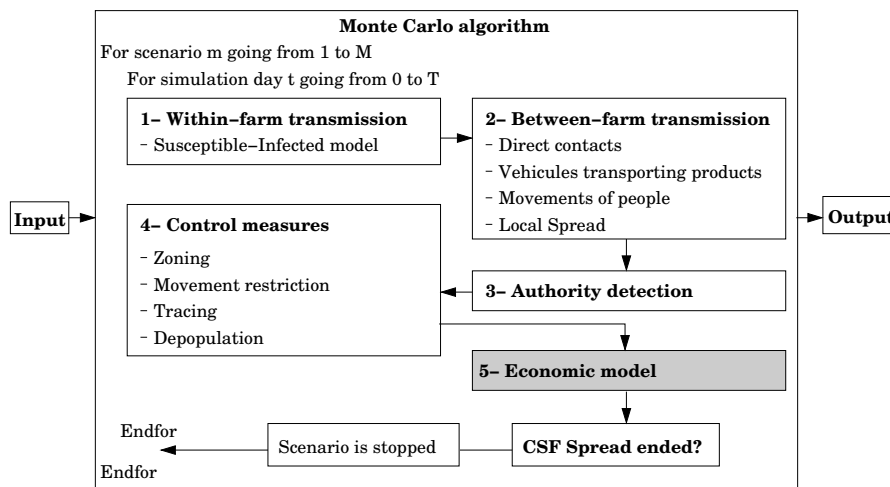 Monte Carlo algorithm
For scenario m going from 1 to M
For simulation day t going from 0 to T
1– Within–farm transmission
– Susceptible–Infected model
2– Between–farm transmission
– Direct contacts
– Vehicules transporting products
– Movements of people
– Local Spread
Input
4– Control measures
– Zoning
– Movement restriction
– Tracing
– Depopulation
Output
3– Authority detection
5– Economic model
CSF Spread ended?
Scenario is stopped
Endfor
Endfor